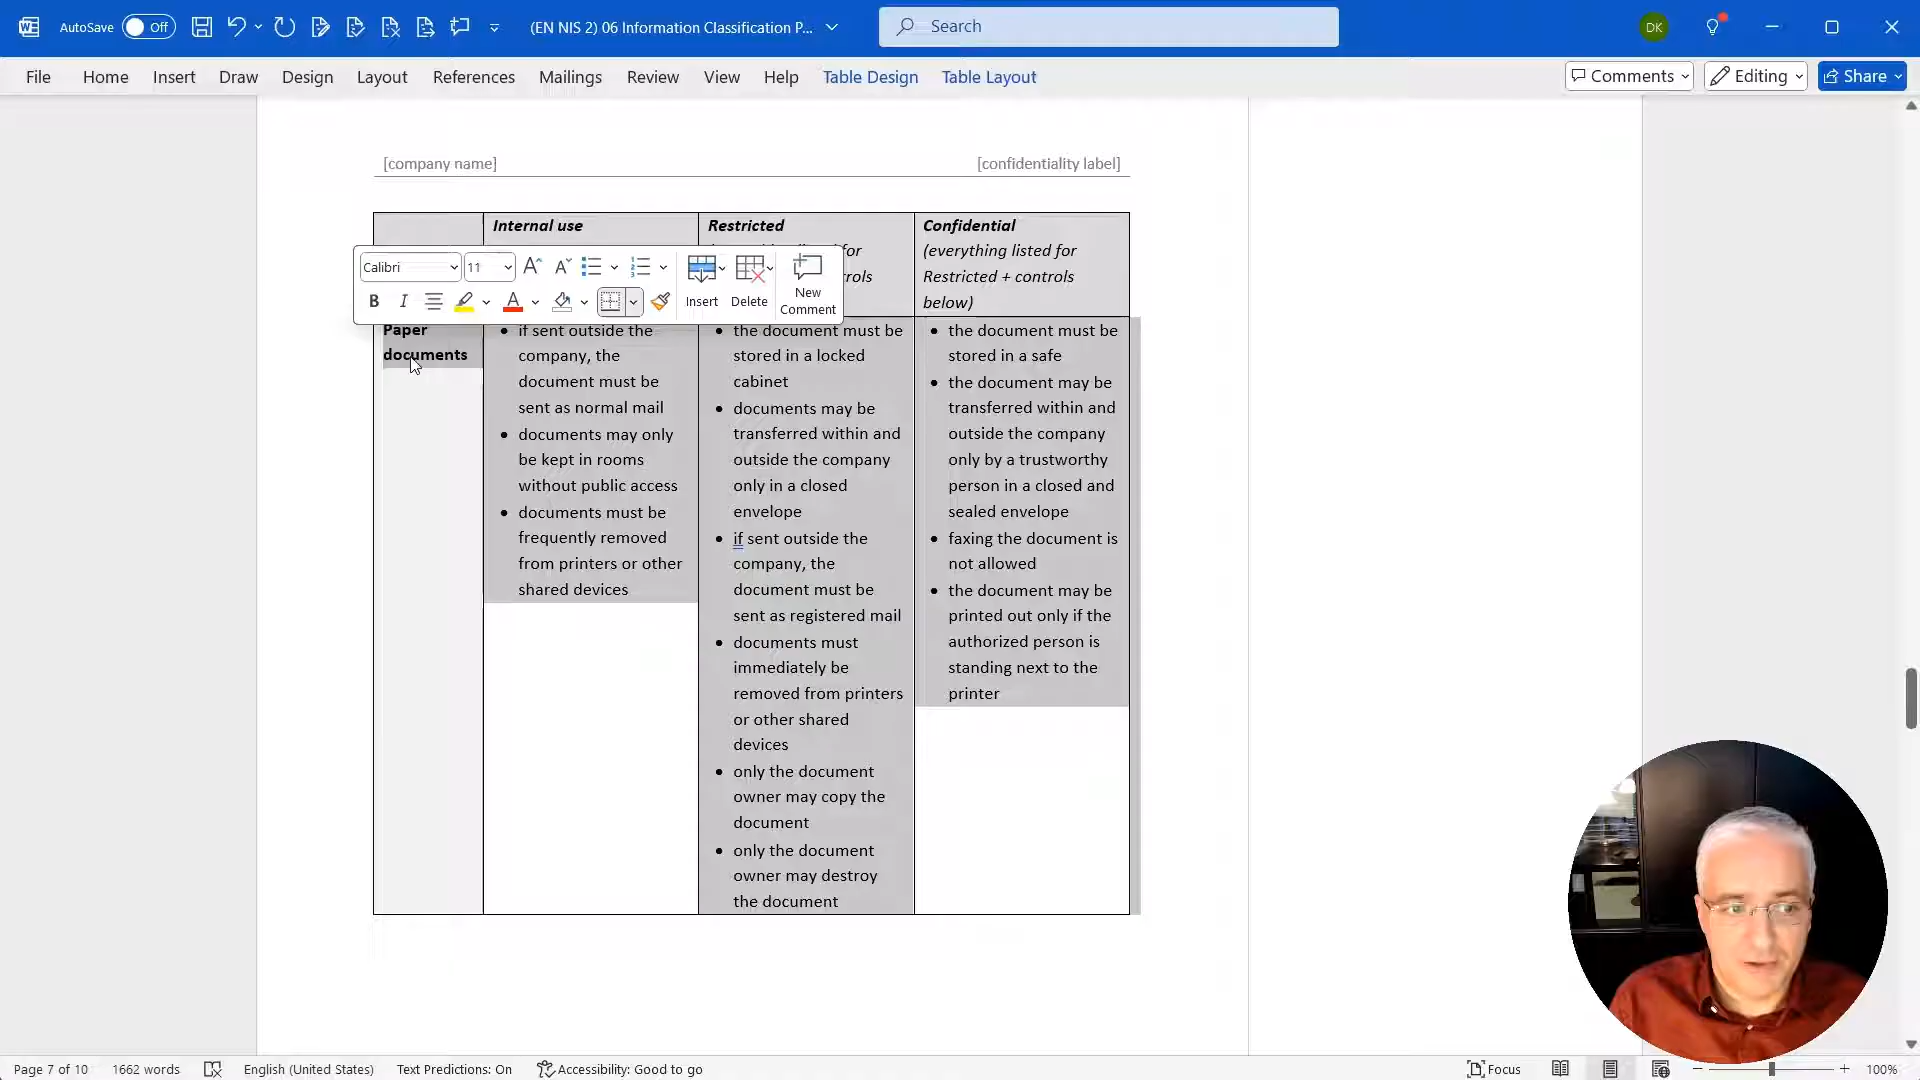 AutoSave Off (EN NIS 2) 06 Information Classification P... Search DK
File Home Insert Draw Design Layout References Mailings Review View Help Table Design Table Layout Comments Editing Share
[company name] [confidentiality label]
Internal use
Restricted
for
rols
Confidential
(everything listed for
Restricted + controls
below)
Calibri 11
Insert Delete New
Comment
Paper
documents
• if sent outside the
company, the
document must be
sent as normal mail
• documents may only
be kept in rooms
without public access
• documents must be
frequently removed
from printers or other
shared devices
• the document must be
stored in a locked
cabinet
• documents may be
transferred within and
outside the company
only in a closed
envelope
• if sent outside the
company, the
document must be
sent as registered mail
• documents must
immediately be
removed from printers
or other shared
devices
• only the document
owner may copy the
document
• only the document
owner may destroy
the document
• the document must be
stored in a safe
• the document may be
transferred within and
outside the company
only by a trustworthy
person in a closed and
sealed envelope
• faxing the document is
not allowed
• the document may be
printed out only if the
authorized person is
standing next to the
printer
Page 7 of 10 1662 words English (United States) Text Predictions: On Accessibility: Good to go Focus 100%